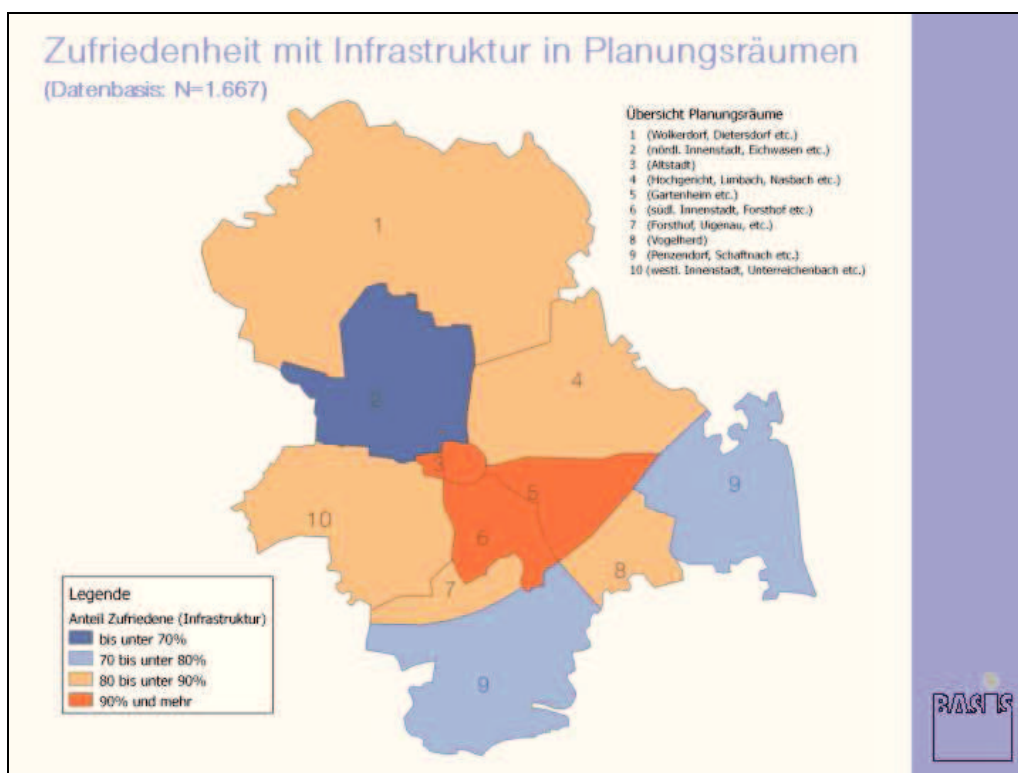 Zufriedenheit mit Infrastruktur in Planungsräumen
(Datenbasis: N=1.667)
Übersicht Planungsräume
1 (Wolkerdorf, Dietersdorf etc.)
2 (nördl. Innenstadt, Eichwasen etc.)
3 (Altstadt)
4 (Hochgericht, Limbach, Nasbach etc.)
5 (Gartenheim etc.)
6 (südl. Innenstadt, Forsthof etc.)
7 (Forsthof, Uigenau, etc.)
8 (Vogelherd)
9 (Penzendorf, Schaftnach etc.)
10 (westl. Innenstadt, Unterreichenbach etc.)
1
4
2
3
9
5
10
6
8
7
9
Legende
Anteil Zufriedene (Infrastruktur)
bis unter 70%
70 bis unter 80%
80 bis unter 90%
90% und mehr
BASIS